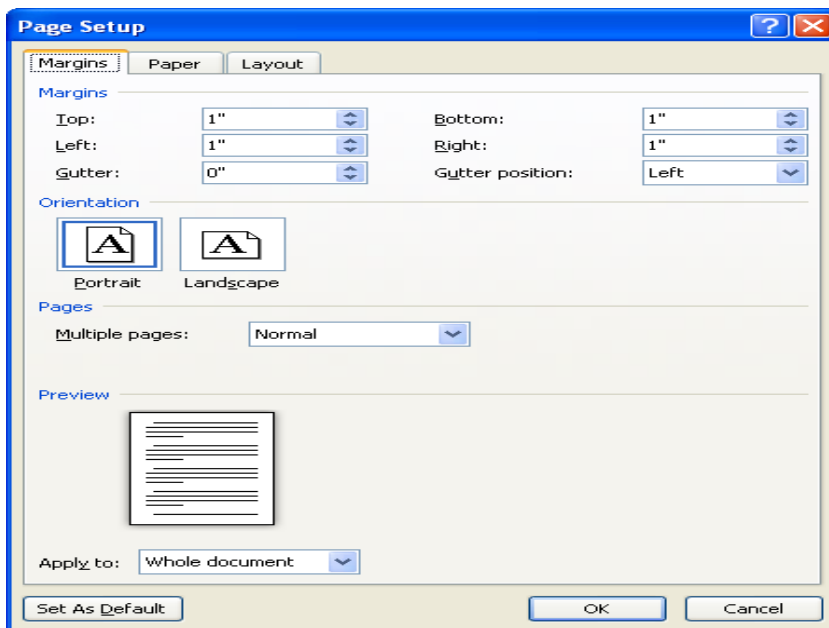 Page Setup
Margins Paper Layout
Margins
Top: 1" Bottom: 1"
Left: 1" Right: 1"
Gutter: 0" Gutter position: Left
Orientation
A A
Portrait Landscape
Pages
Multiple pages: Normal
Preview
Apply to: Whole document
Set As Default OK Cancel